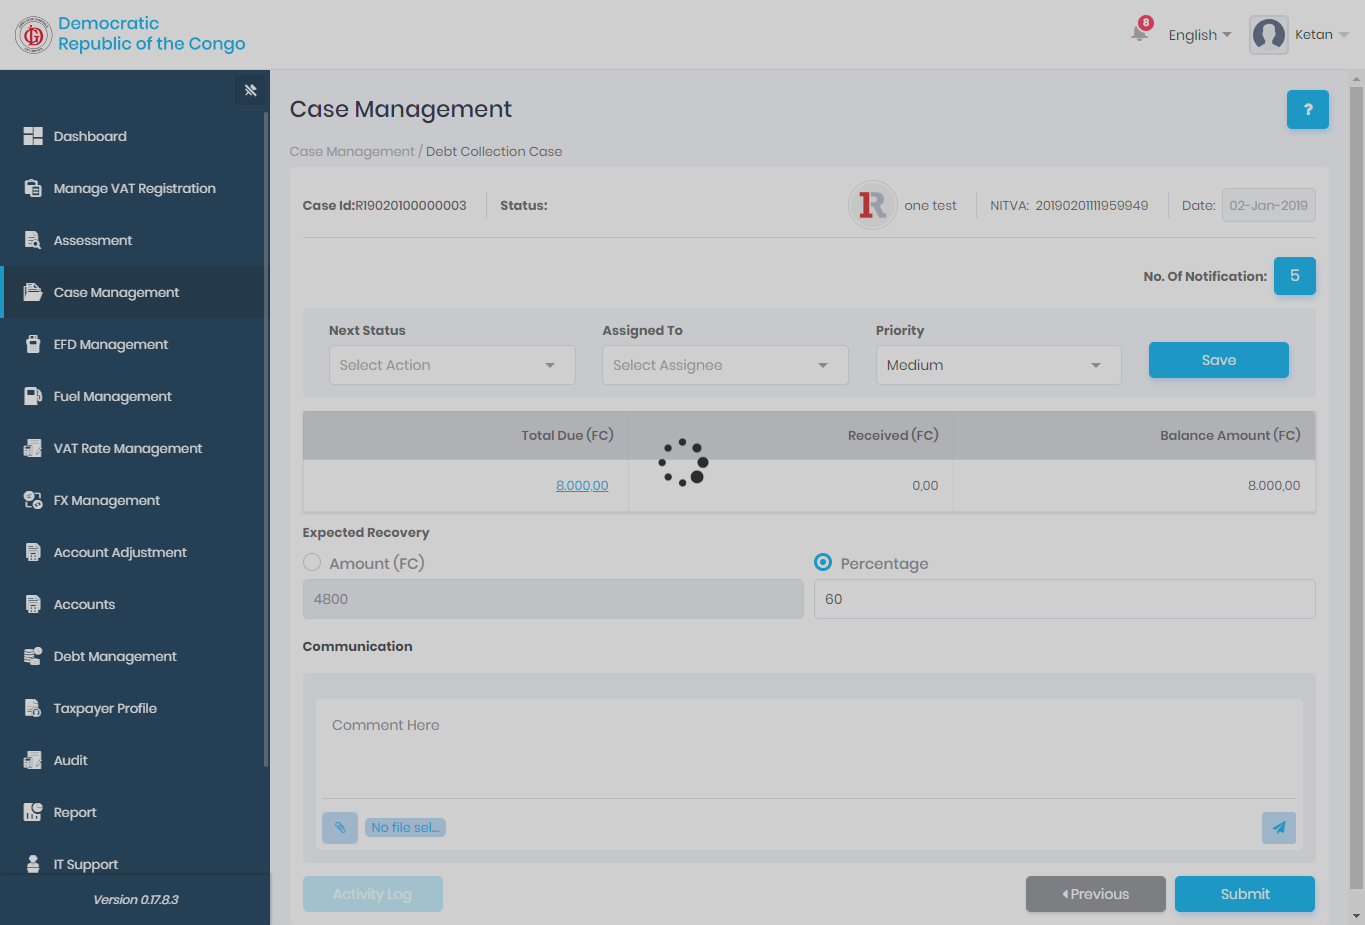 Democratic
Republic of the Congo
8
English
Ketan
Dashboard
Manage VAT Registration
Assessment
Case Management
EFD Management
Fuel Management
VAT Rate Management
FX Management
Account Adjustment
Accounts
Debt Management
Taxpayer Profile
Audit
Report
IT Support
Version 0.17.8.3
Case Management
?
Case Management / Debt Collection Case
Case Id:R19020100000003
Status:
one test
NITVA: 20190201111959949
Date: 02-Jan-2019
No. Of Notification: 5
Next Status
Assigned To
Priority
Select Action
Select Assignee
Medium
Save
Total Due (FC)
Received (FC)
Balance Amount (FC)
8.000,00
0,00
8.000,00
Expected Recovery
Amount (FC)
Percentage
4800
60
Communication
Comment Here
No file sel...
Activity Log
Previous
Submit